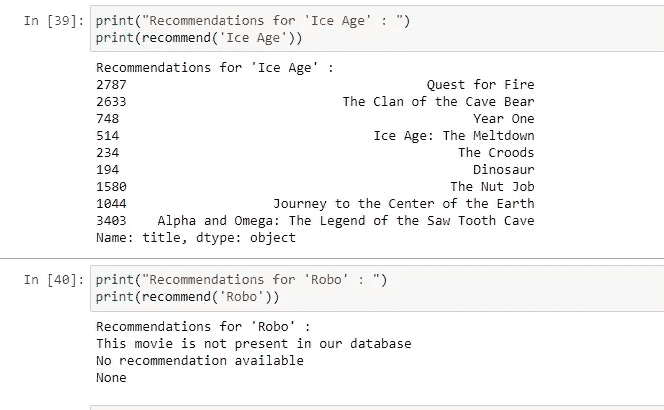 In [39]: print("Recommendations for 'Ice Age' : ")
print(recommend('Ice Age'))
Recommendations for 'Ice Age' :
2787 Quest for Fire
2633 The Clan of the Cave Bear
748 Year One
514 Ice Age: The Meltdown
234 The Croods
194 Dinosaur
1580 The Nut Job
1044 Journey to the Center of the Earth
3403 Alpha and Omega: The Legend of the Saw Tooth Cave
Name: title, dtype: object
In [40]: print("Recommendations for 'Robo' : ")
print(recommend('Robo'))
Recommendations for 'Robo' :
This movie is not present in our database
No recommendation available
None